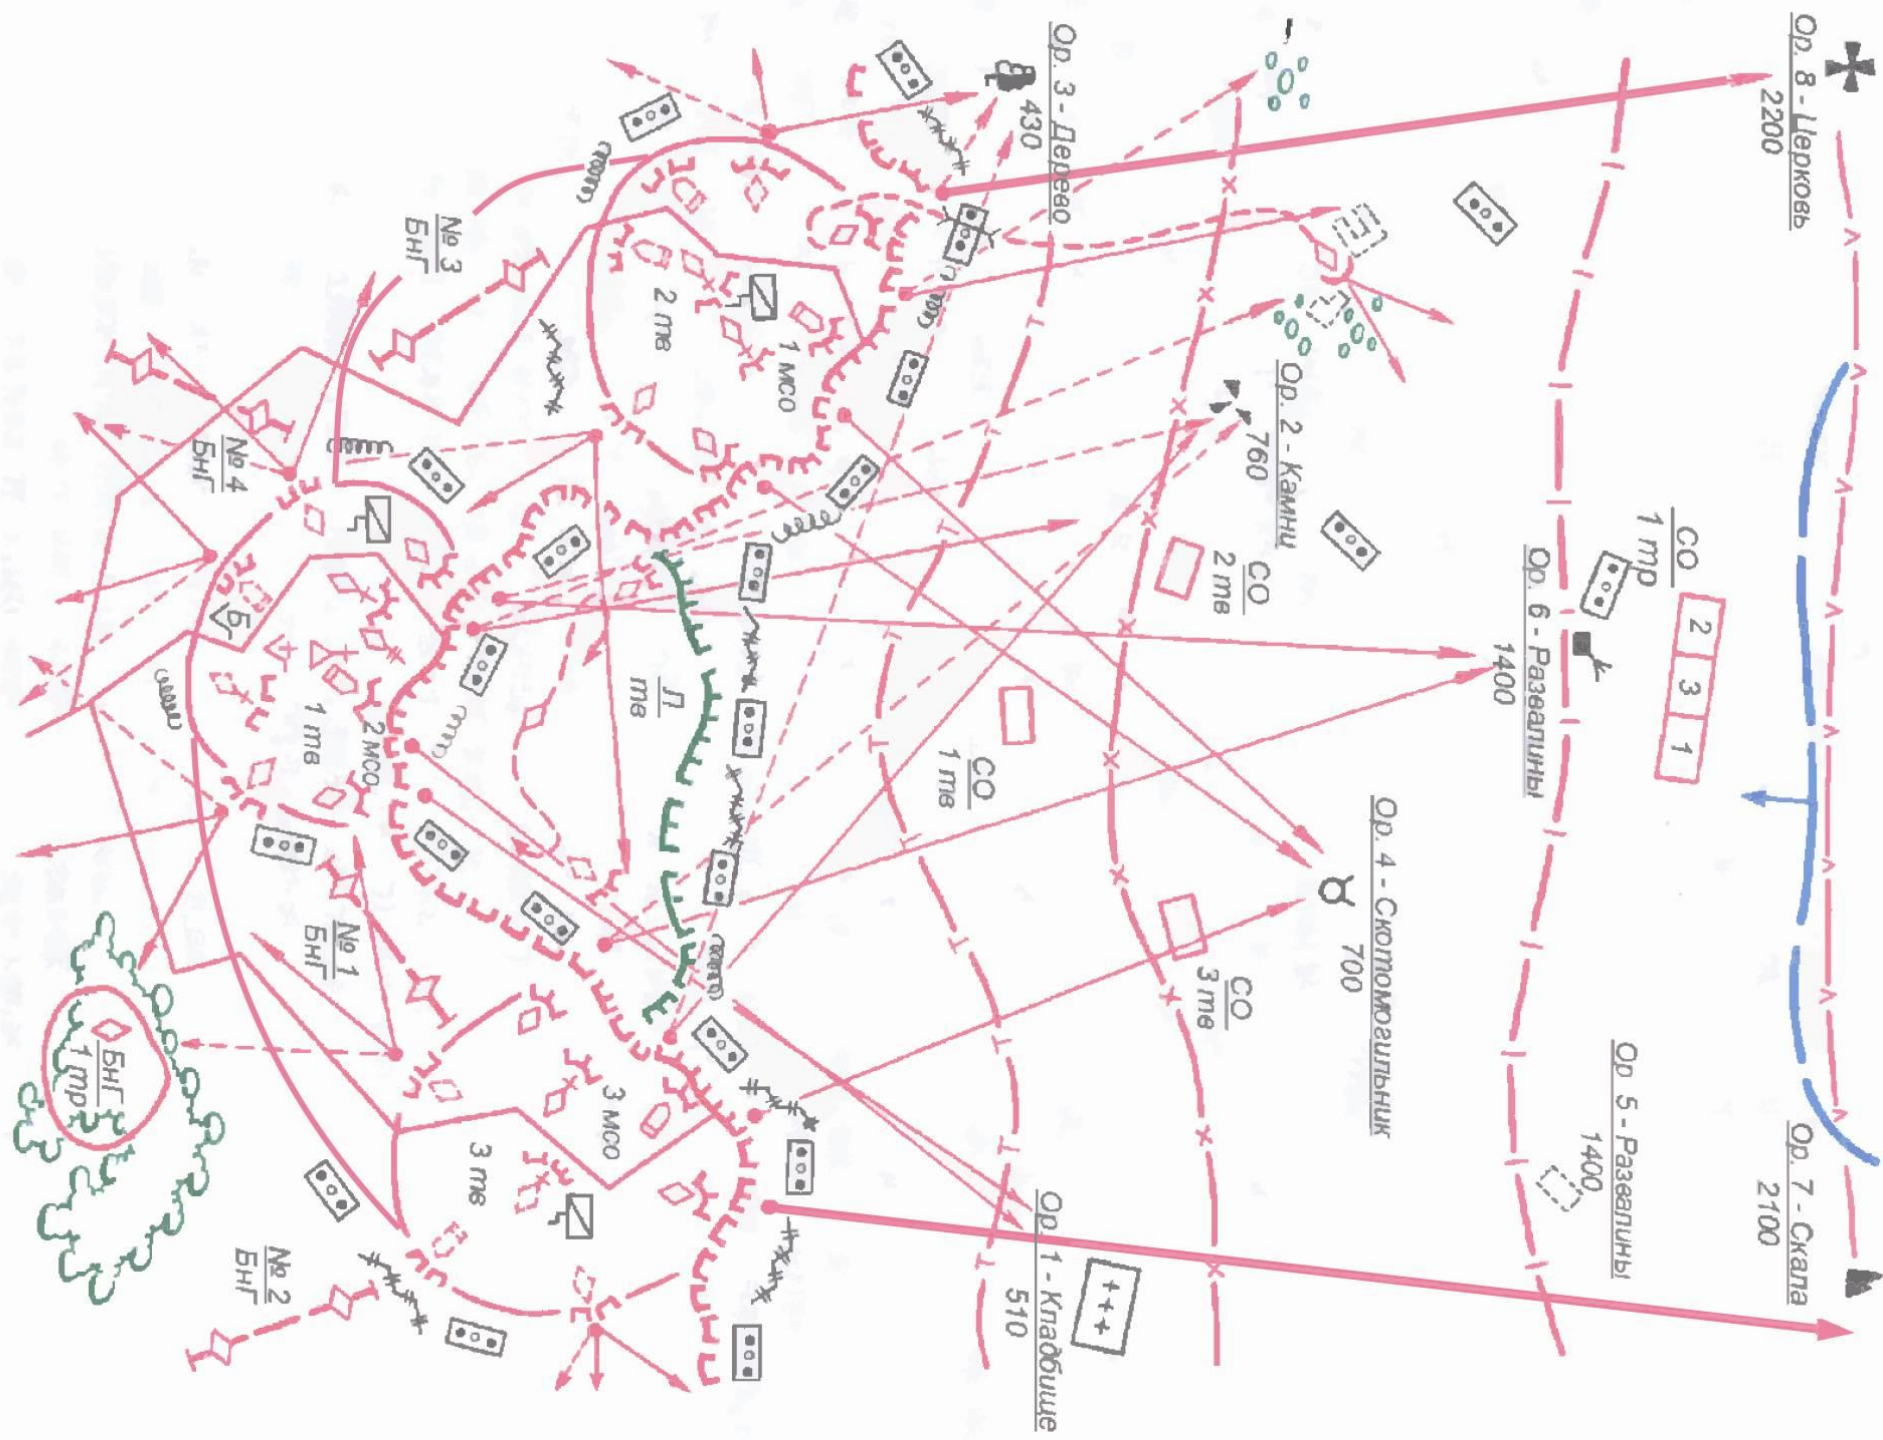 Ор. 8 - Церковь
2200
Ор. 7 - Скала
2100
СО
1 тр
2 3 1
Ор 5 - Развалины
1400
Ор. 6 - Развалины
1400
Ор. 4 - Скотомогильник
700
Ор. 2 - Камни
760
СО
2 тв
СО
3 тв
Ор. 3 - Дерево
430
Ор. 1 - Кладбище
510
СО
1 тв
1 мсо
2 тв
Л
тв
3 мсо
3 тв
№ 3
БнГ
2 мсо
1 тв
№ 1
БнГ
№ 2
БнГ
№ 4
БнГ
Б
БнГ
1 тр